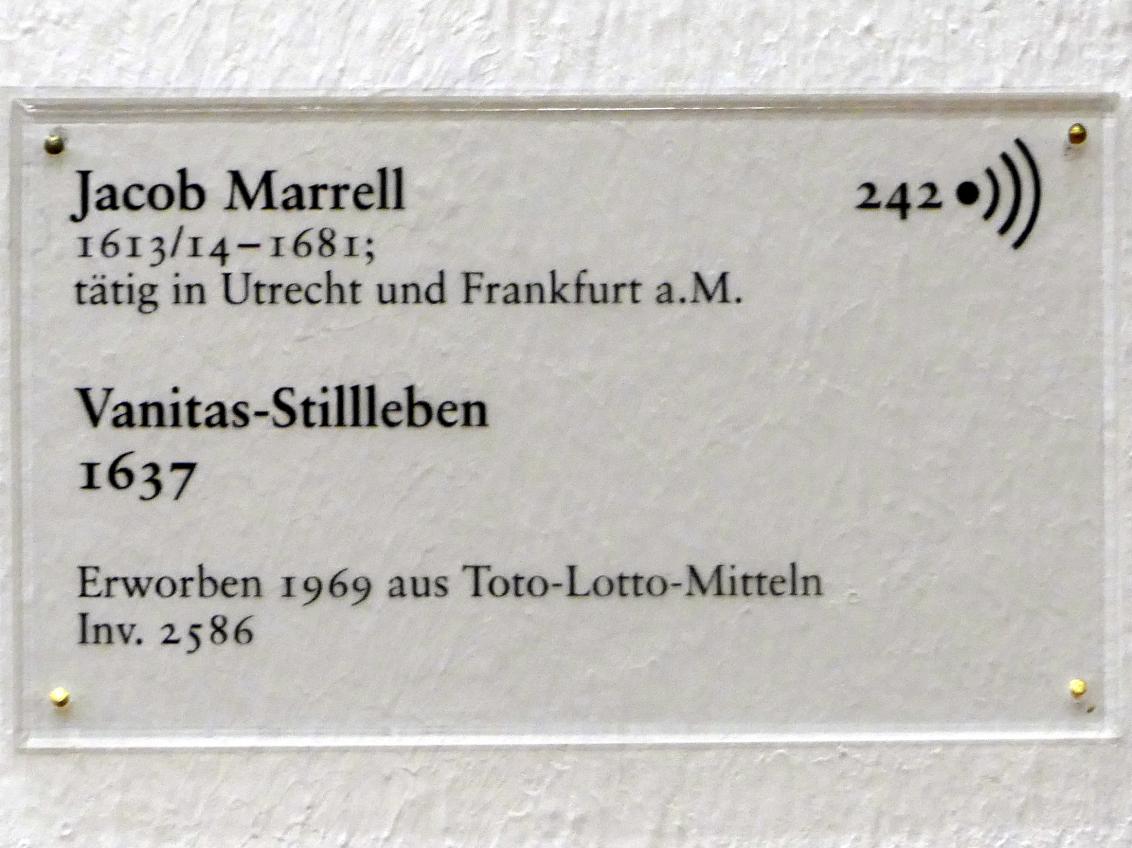 Jacob Marrell
242
1613/14–1681;
tätig in Utrecht und Frankfurt a.M.
Vanitas-Stillleben
1637
Erworben 1969 aus Toto-Lotto-Mitteln
Inv. 2586